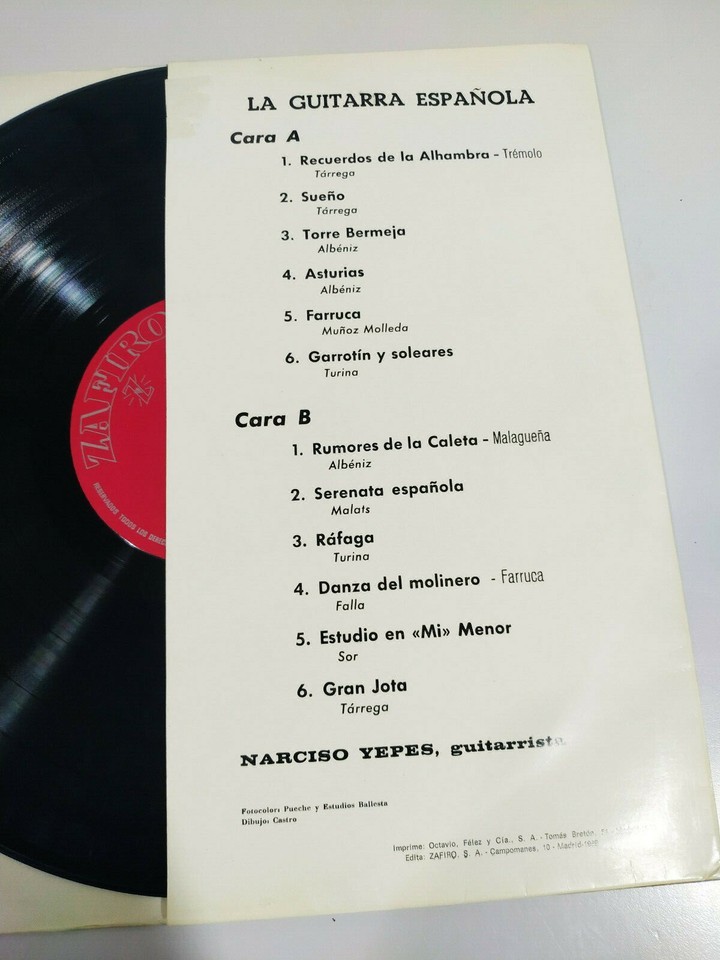 LA GUITARRA ESPAÑOLA
Cara A
1. Recuerdos de la Alhambra - Trémolo
Tárrega
2. Sueño
Tárrega
3. Torre Bermeja
Albéniz
4. Asturias
Albéniz
5. Farruca
Muñoz Molleda
6. Garrotín y soleares
Turina
Cara B
1. Rumores de la Caleta - Malagueña
Albéniz
2. Serenata española
Malats
3. Ráfaga
Turina
4. Danza del molinero - Farruca
Falla
5. Estudio en «Mi» Menor
Sor
6. Gran Jota
Tárrega
NARCISO YEPES, guitarrista
Fotocolor: Pueche y Estudios Ballesta
Dibujo: Castro
Imprime: Octavio, Félez y Cía., S. A. - Tomás Bretón,
Edita: ZAFIRO, S. A. - Campomanes, 10 - Madrid
ZAFIRO
RESERVADOS TODOS LOS